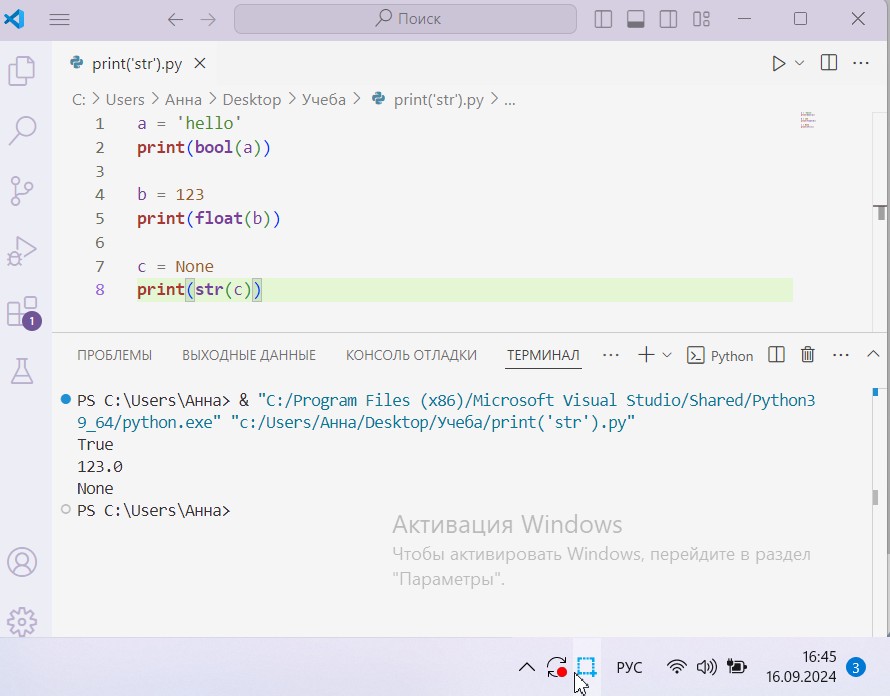 Поиск
print('str').py
C: > Users > Анна > Desktop > Учеба > print('str').py > ...
1 a = 'hello'
2 print(bool(a))
3
4 b = 123
5 print(float(b))
6
7 c = None
8 print(str(c))
1
ПРОБЛЕМЫ ВЫХОДНЫЕ ДАННЫЕ КОНСОЛЬ ОТЛАДКИ ТЕРМИНАЛ ... Python ...
PS C:\Users\Анна> & "C:/Program Files (x86)/Microsoft Visual Studio/Shared/Python3
9_64/python.exe" "c:/Users/Анна/Desktop/Учеба/print('str').py"
True
123.0
None
PS C:\Users\Анна>
Активация Windows
Чтобы активировать Windows, перейдите в раздел
"Параметры".
РУС
16:45
16.09.2024
3